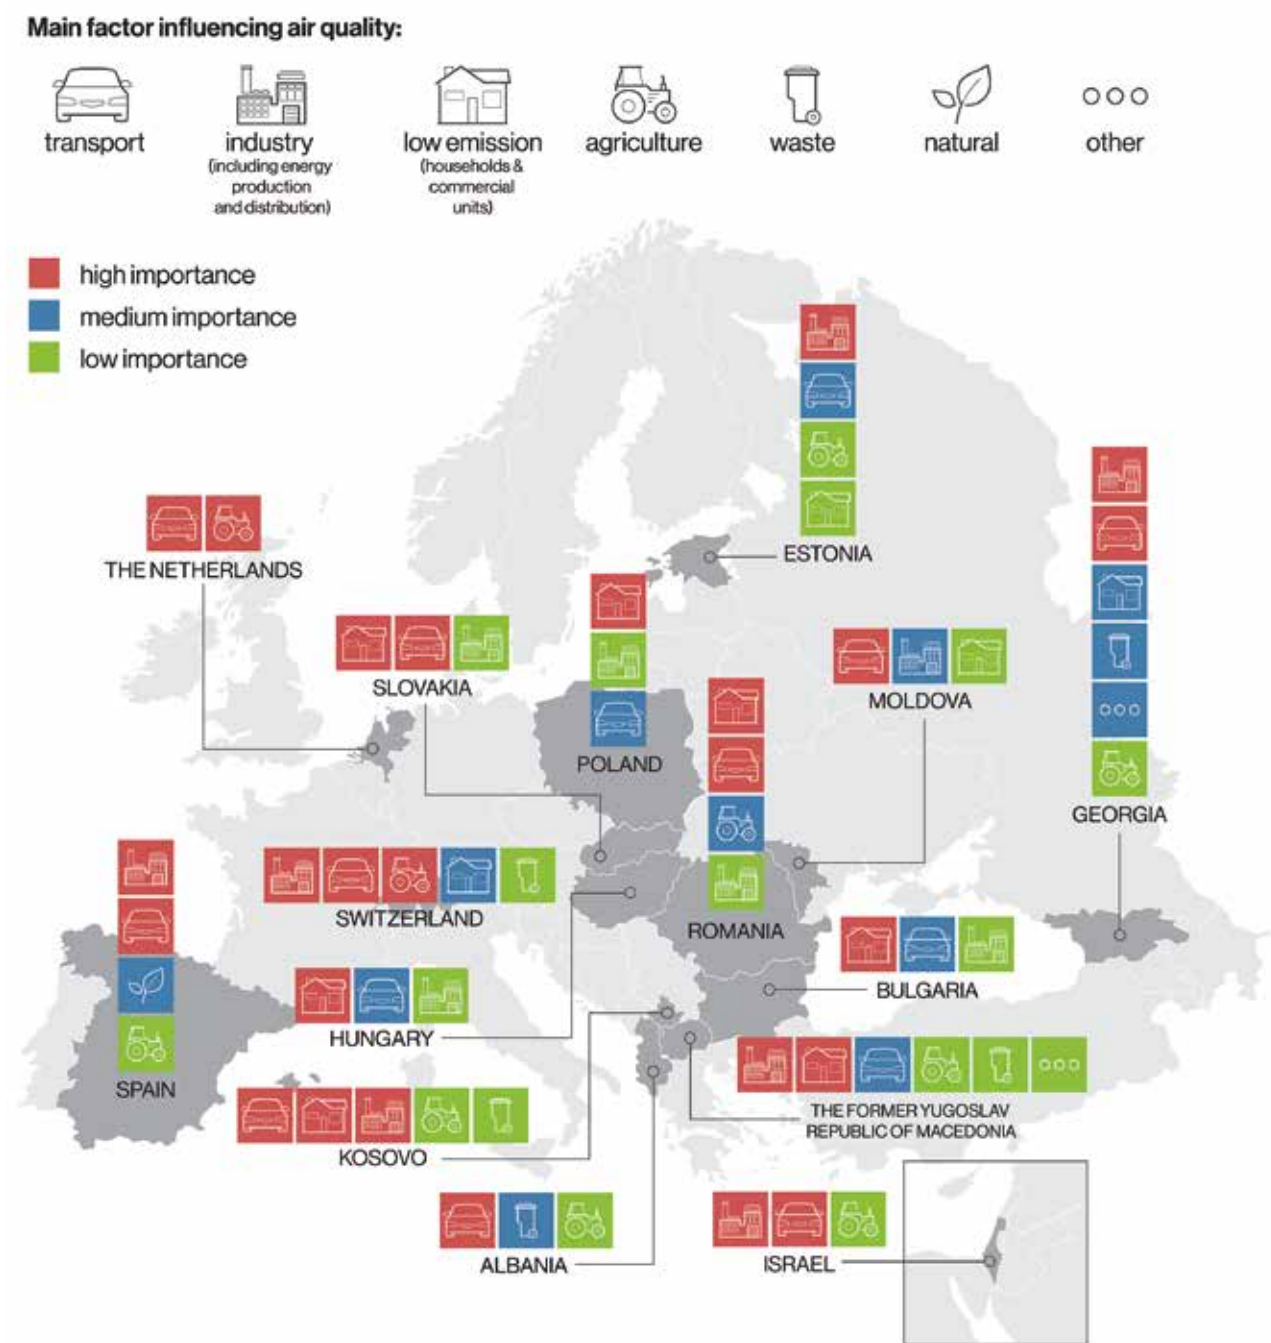 Main factor influencing air quality:
transport
industry
(including energy
production
and distribution)
low emission
(households &
commercial
units)
agriculture
waste
natural
other
high importance
medium importance
low importance
THE NETHERLANDS
ESTONIA
SLOVAKIA
MOLDOVA
POLAND
GEORGIA
SWITZERLAND
ROMANIA
BULGARIA
HUNGARY
SPAIN
THE FORMER YUGOSLAV
REPUBLIC OF MACEDONIA
KOSOVO
ALBANIA
ISRAEL